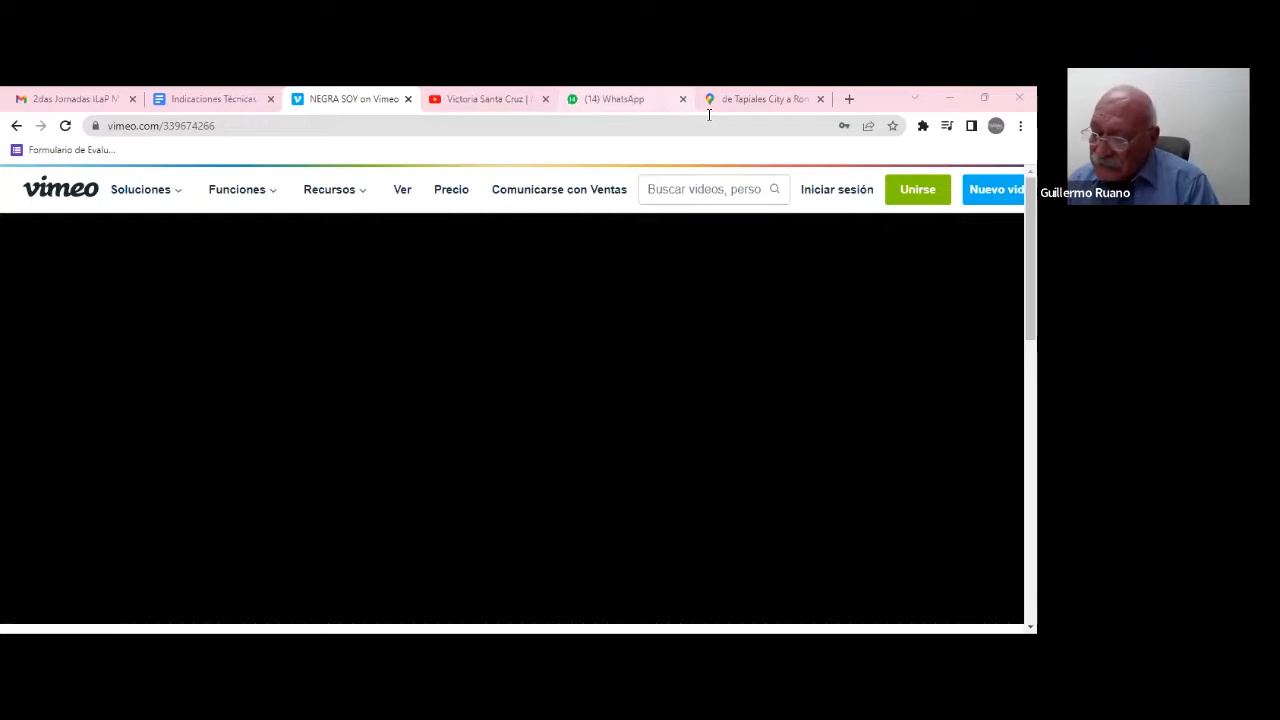 2das Jornadas iLaP M
Indicaciones Técnicas
NEGRA SOY on Vimeo
Victoria Santa Cruz |
(14) WhatsApp
de Tapiales City a Ron
vimeo.com/339674266
Formulario de Evalu...
vimeo
Soluciones
Funciones
Recursos
Ver
Precio
Comunicarse con Ventas
Buscar videos, perso
Iniciar sesión
Unirse
Nuevo vid
Guillermo Ruano